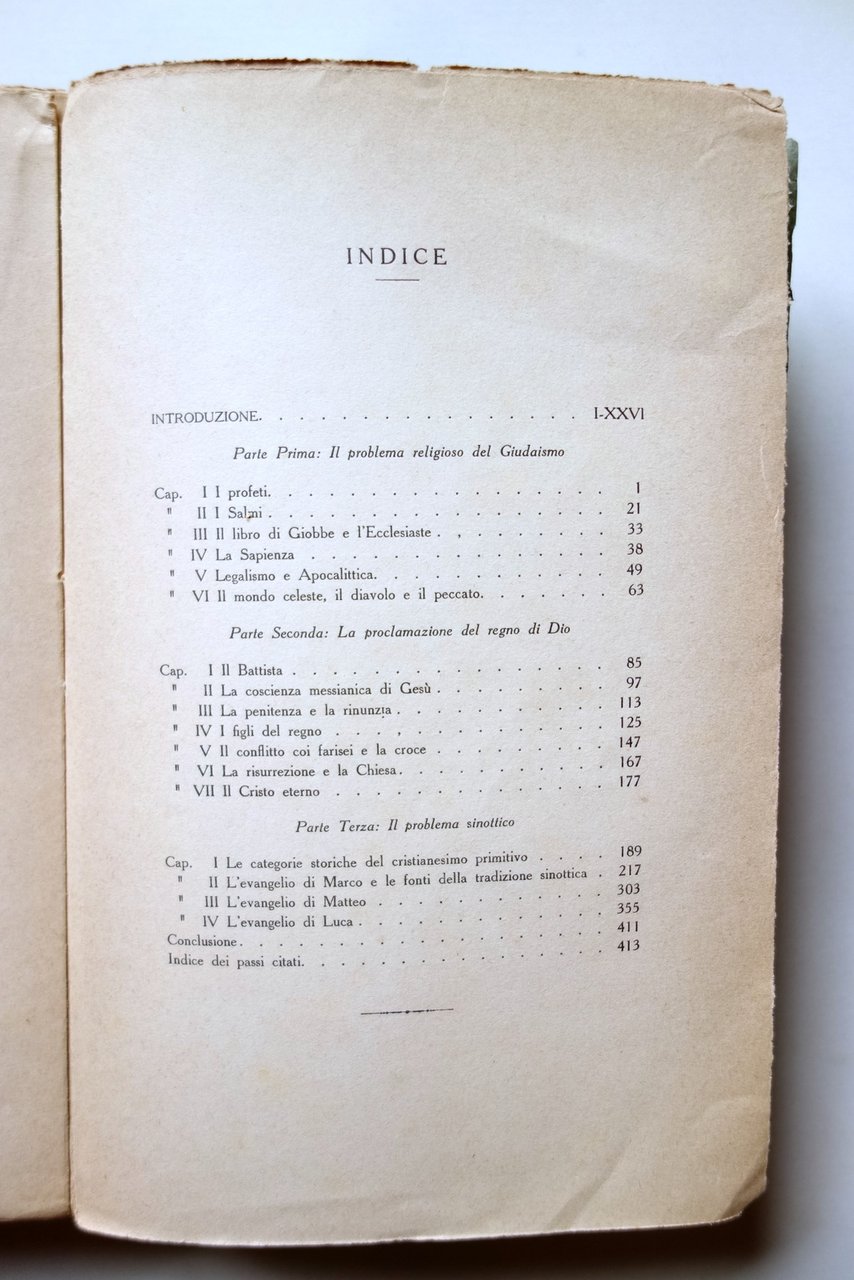 INDICE
INTRODUZIONE. . . . . . . . . . . . . . . . I-XXVI
Parte Prima: Il problema religioso del Giudaismo
Cap. I I profeti. . . . . . . . . . . . . . . . . . 1
" II I Salmi . . . . . . . . . . . . . . . . . . 21
" III Il libro di Giobbe e l'Ecclesiaste . . . . . . . . . 33
" IV La Sapienza . . . . . . . . . . . . . . . . 38
" V Legalismo e Apocalittica. . . . . . . . . . . . 49
" VI Il mondo celeste, il diavolo e il peccato. . . . . . . 63
Parte Seconda: La proclamazione del regno di Dio
Cap. I Il Battista . . . . . . . . . . . . . . . . 85
" II La coscienza messianica di Gesù . . . . . . . . . 97
" III La penitenza e la rinunzia . . . . . . . . . . . 113
" IV I figli del regno . . . . . . . . . . . . . . 125
" V Il conflitto coi farisei e la croce . . . . . . . . . 147
" VI La risurrezione e la Chiesa. . . . . . . . . . . 167
" VII Il Cristo eterno . . . . . . . . . . . . . . 177
Parte Terza: Il problema sinottico
Cap. I Le categorie storiche del cristianesimo primitivo . . . . 189
" II L'evangelio di Marco e le fonti della tradizione sinottica . 217
" III L'evangelio di Matteo . . . . . . . . . . . . 303
" IV L'evangelio di Luca . . . . . . . . . . . . . 355
Conclusione. . . . . . . . . . . . . . . . . . . 411
Indice dei passi citati. . . . . . . . . . . . . . . . 413